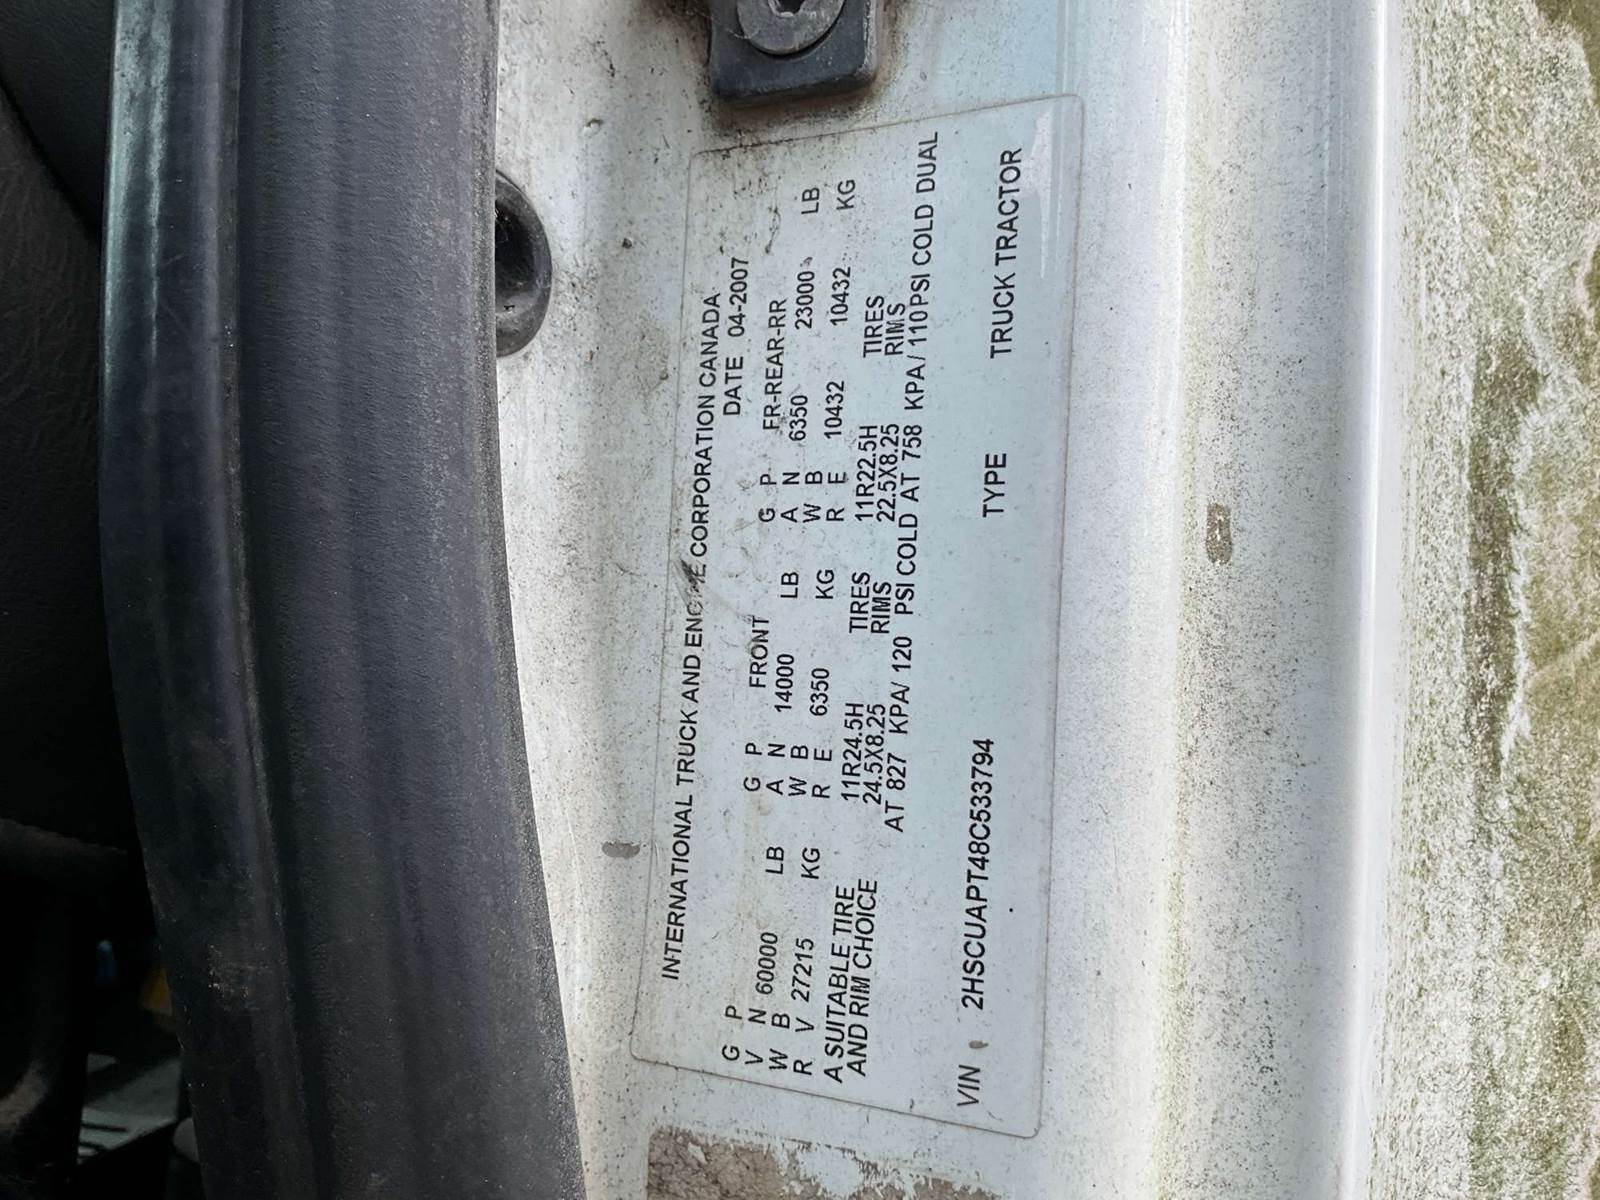 INTERNATIONAL TRUCK AND ENGINE CORPORATION CANADA
DATE 04-2007
G P G P FRONT G P FR-REAR-RR
V N 60000 LB A N 14000 LB A N 6350 23000 LB
W B W B W B
R V 27215 KG R E 6350 KG R E 10432 10432 KG
A SUITABLE TIRE 11R24.5H TIRES 11R22.5H TIRES
AND RIM CHOICE 24.5X8.25 RIMS 22.5X8.25 RIMS
AT 827 KPA/ 120 PSI COLD AT 758 KPA/ 110PSI COLD DUAL
VIN 2HSCUAPT48C533794 TYPE TRUCK TRACTOR